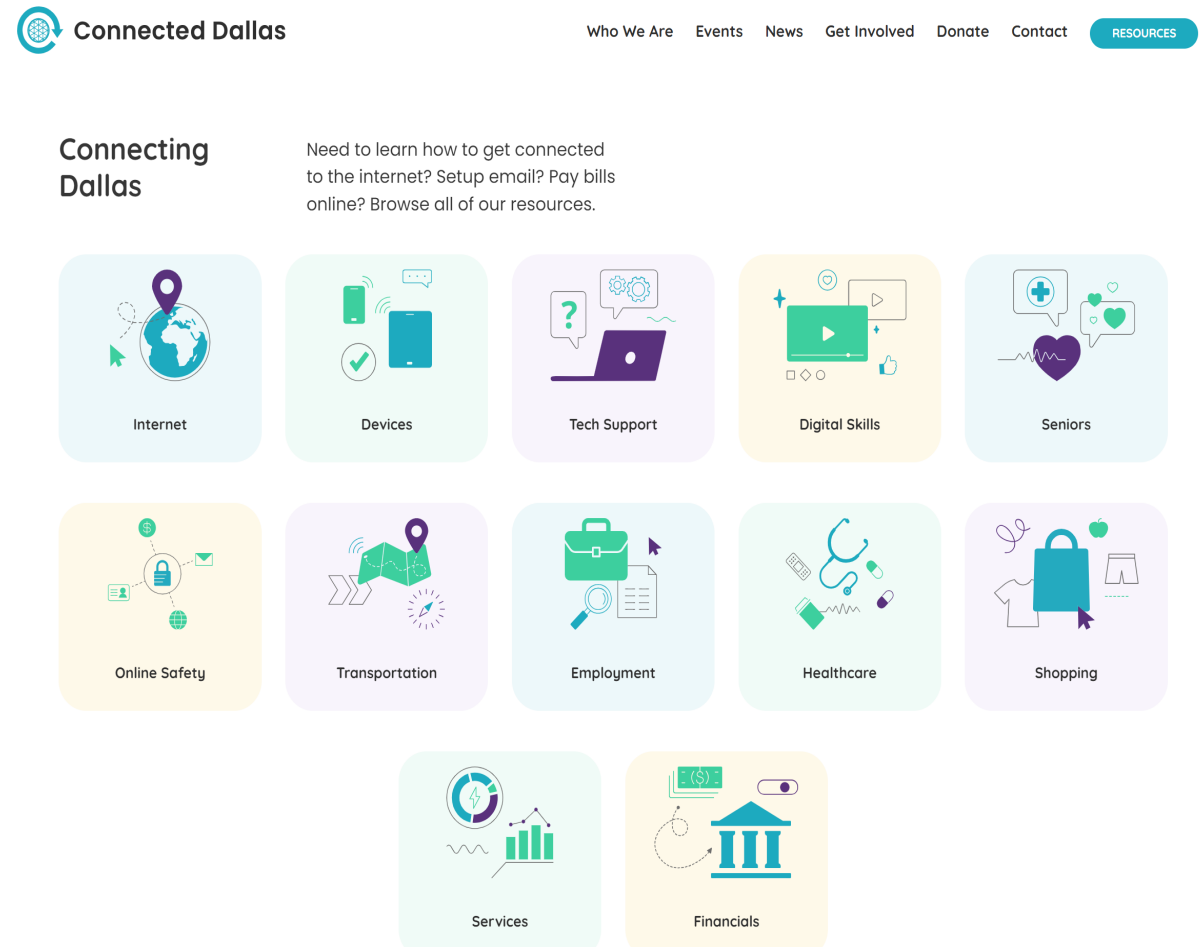 Connected Dallas
Who We Are Events News Get Involved Donate Contact RESOURCES
Connecting
Dallas
Need to learn how to get connected
to the internet? Setup email? Pay bills
online? Browse all of our resources.
?
Internet Devices Tech Support Digital Skills Seniors
$
Online Safety Transportation Employment Healthcare Shopping
($)
Services Financials